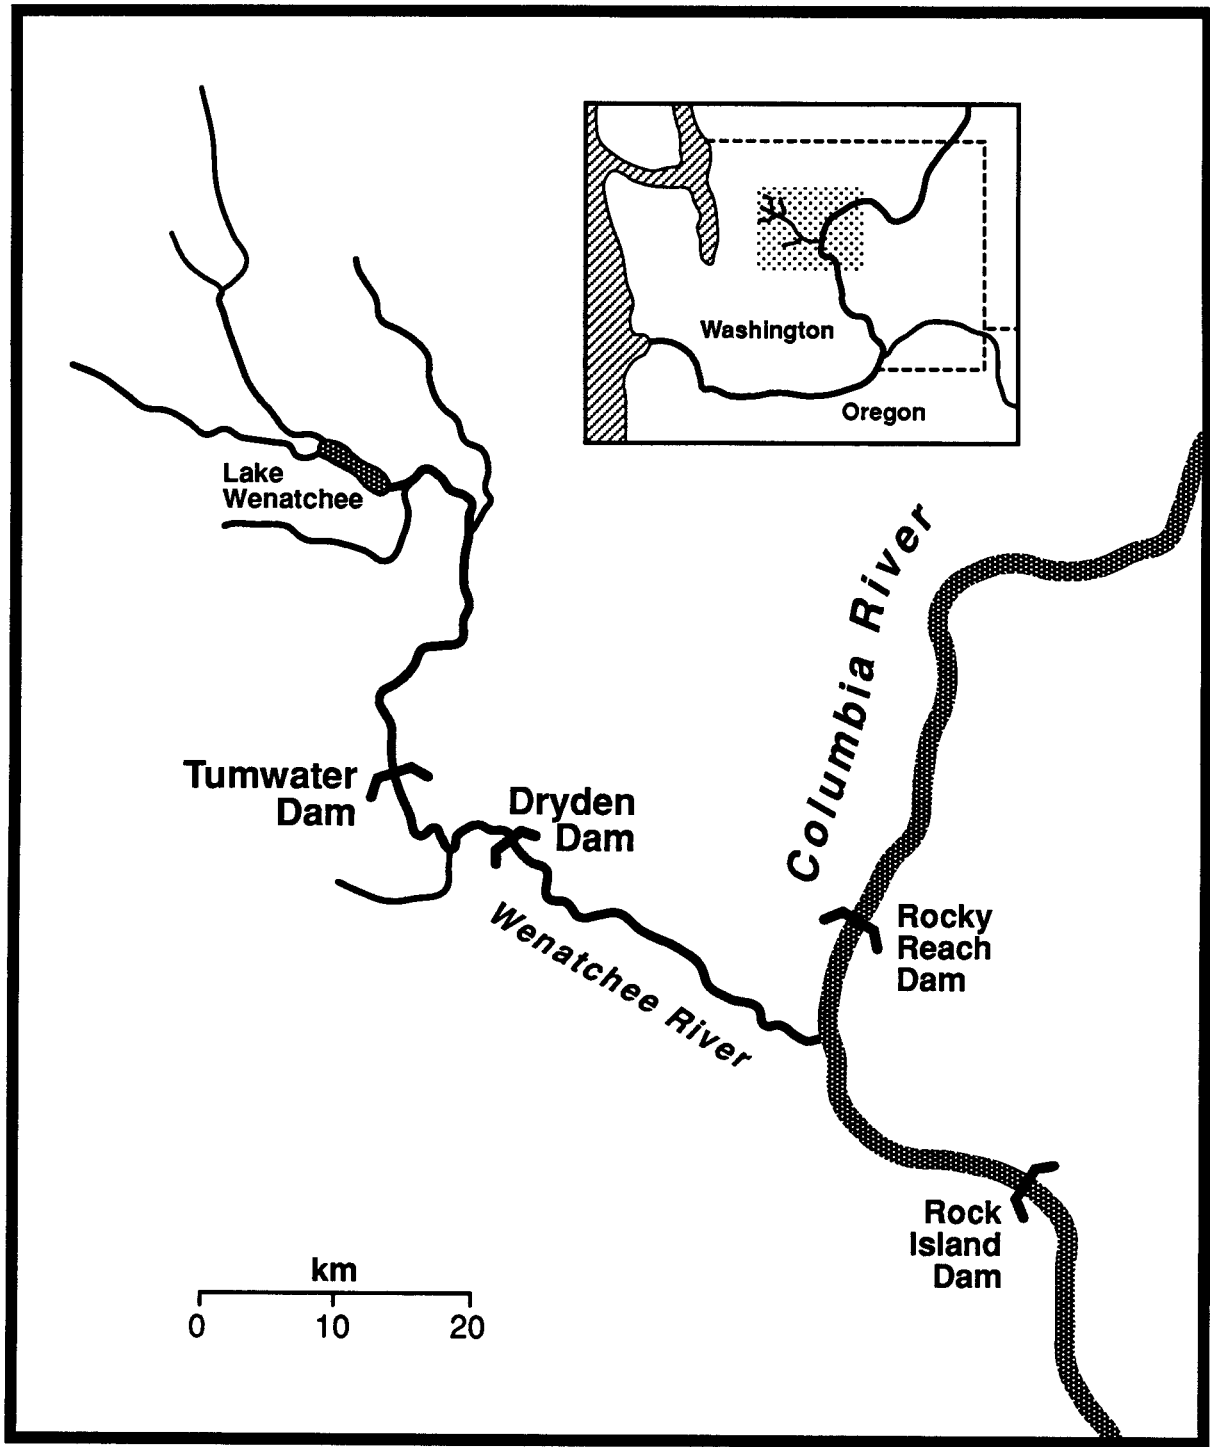 Washington
Oregon
Lake
Wenatchee
Columbia River
Tumwater
Dam
Dryden
Dam
Rocky
Reach
Dam
Wenatchee River
Rock
Island
Dam
km
0 10 20